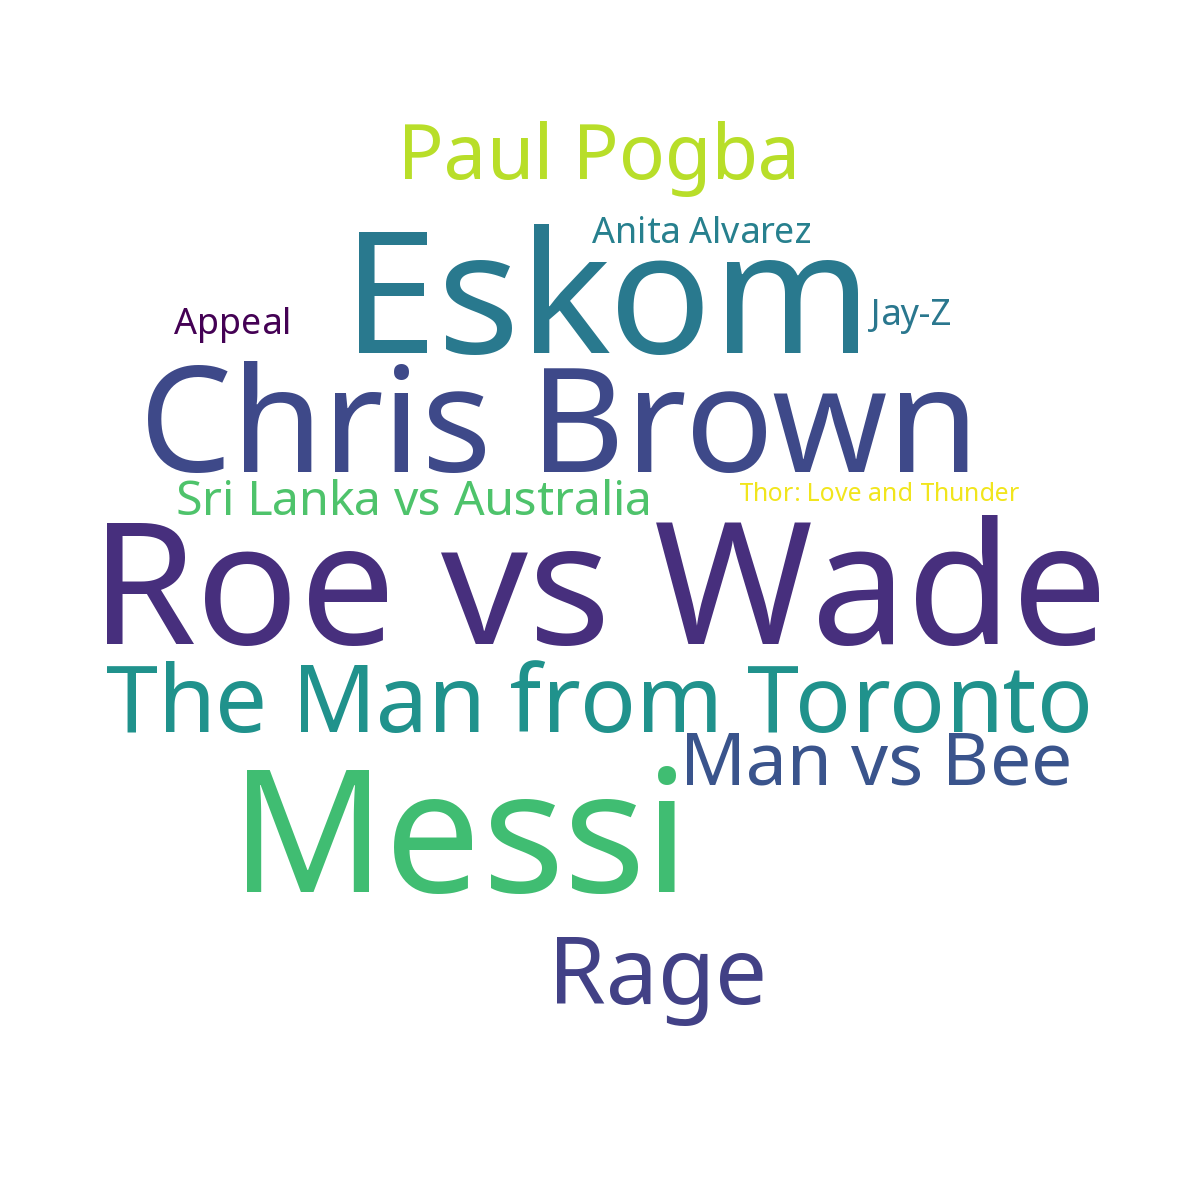 Paul Pogba
Anita Alvarez
Eskom
Jay-Z
Appeal
Chris Brown
Sri Lanka vs Australia
Thor: Love and Thunder
Roe vs Wade
The Man from Toronto
Man vs Bee
Messi
Rage